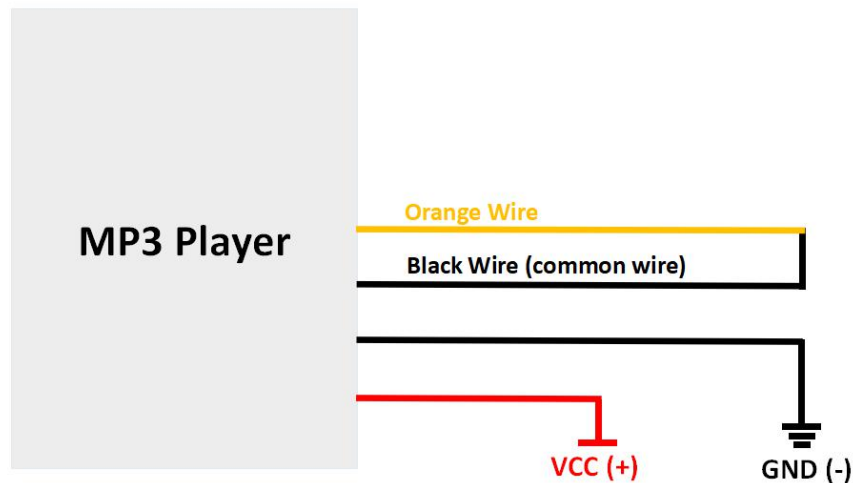 Orange Wire
MP3 Player
Black Wire (common wire)
VCC (+)
GND (-)